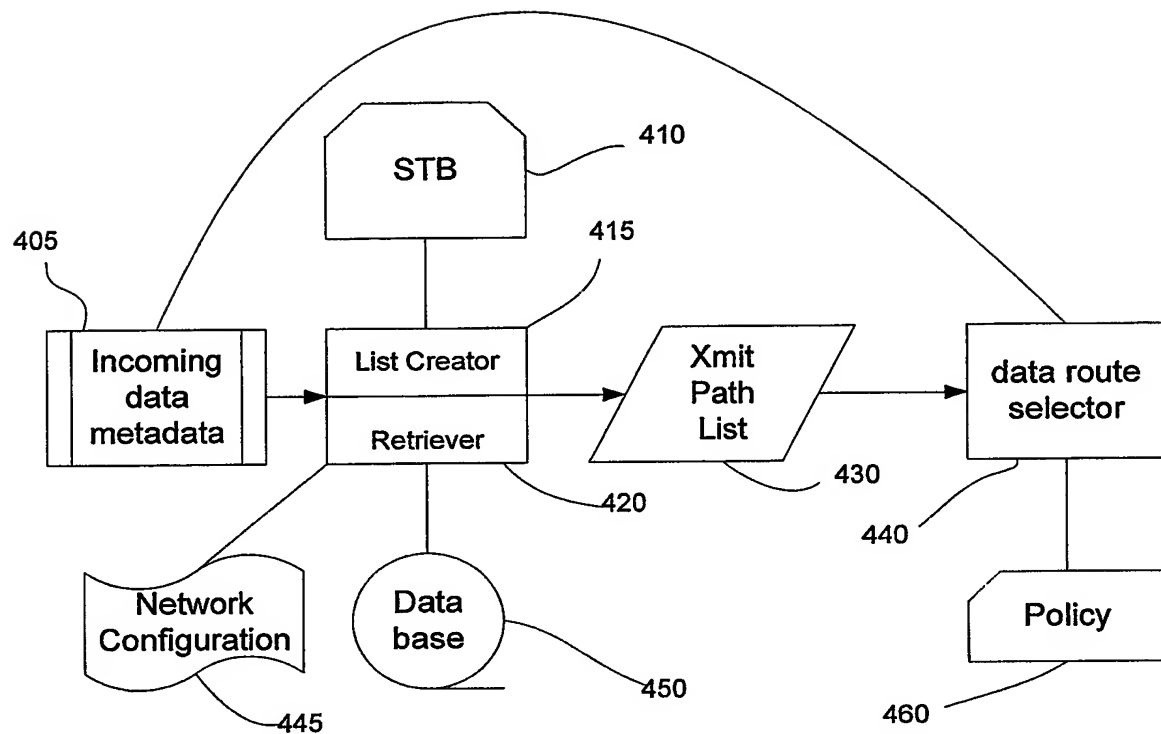 STB
410
405
415
Incoming
data
metadata
List Creator
Retriever
Xmit
Path
List
data route
selector
420
430
440
Network
Configuration
Data
base
Policy
445
450
460